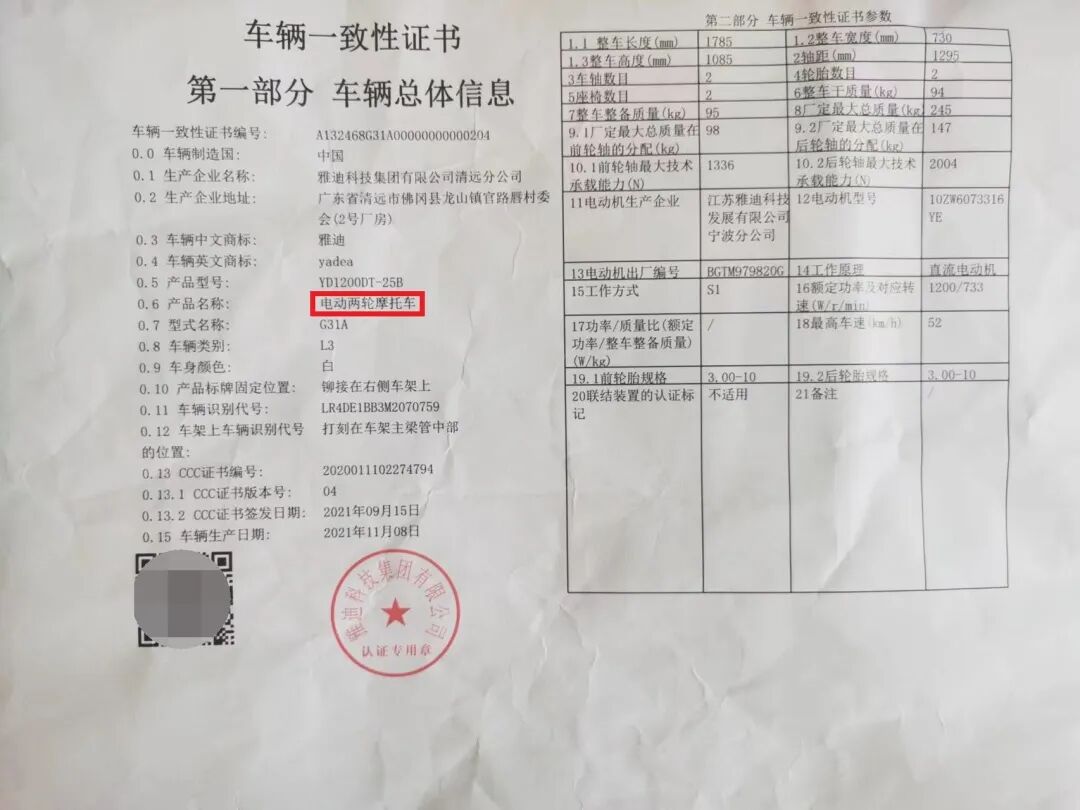 车辆一致性证书
第一部分 车辆总体信息
车辆一致性证书编号: A132468G31A00000000000204
0.0 车辆制造国: 中国
0.1 生产企业名称: 雅迪科技集团有限公司清远分公司
0.2 生产企业地址: 广东省清远市佛冈县龙山镇官路唇村委
会(2号厂房)
0.3 车辆中文商标: 雅迪
0.4 车辆英文商标: yadea
0.5 产品型号: YD1200DT-25B
0.6 产品名称: 电动两轮摩托车
0.7 型式名称: G31A
0.8 车辆类别: L3
0.9 车身颜色: 白
0.10 产品标牌固定位置: 铆接在右侧车架上
0.11 车辆识别代号: LR4DE1BB3M2070759
0.12 车架上车辆识别代号 打刻在车架主梁管中部
的位置:
0.13 CCC证书编号: 2020011102274794
0.13.1 CCC证书版本号: 04
0.13.2 CCC证书签发日期: 2021年09月15日
0.15 车辆生产日期: 2021年11月08日
雅迪科技集团有限公司
认证专用章
第二部分 车辆一致性证书参数
1.1 整车长度(mm) 1785 1.2整车宽度(mm) 730
1.3整车高度(mm) 1085 2轴距(mm) 1295
3车轴数目 2 4轮胎数目 2
5座椅数目 2 6整车干质量(kg) 94
7整车整备质量(kg) 95 8厂定最大总质量(kg) 245
9.1厂定最大总质量在 98 9.2厂定最大总质量在 147
前轮轴的分配(kg) 后轮轴的分配(kg)
10.1前轮轴最大技术 1336 10.2后轮轴最大技术 2004
承载能力(N) 承载能力(N)
11电动机生产企业 江苏雅迪科技 12电动机型号 10ZW6073316
发展有限公司 YE
宁波分公司
13电动机出厂编号 BGTM979820G 14工作原理 直流电动机
15工作方式 S1 16额定功率及对应转 1200/733
速(W/r/min)
17功率/质量比(额定 / 18最高车速(km/h) 52
功率/整车整备质量)
(W/kg)
19.1前轮胎规格 3.00-10 19.2后轮胎规格 3.00-10
20联结装置的认证标 不适用 21备注 /
记